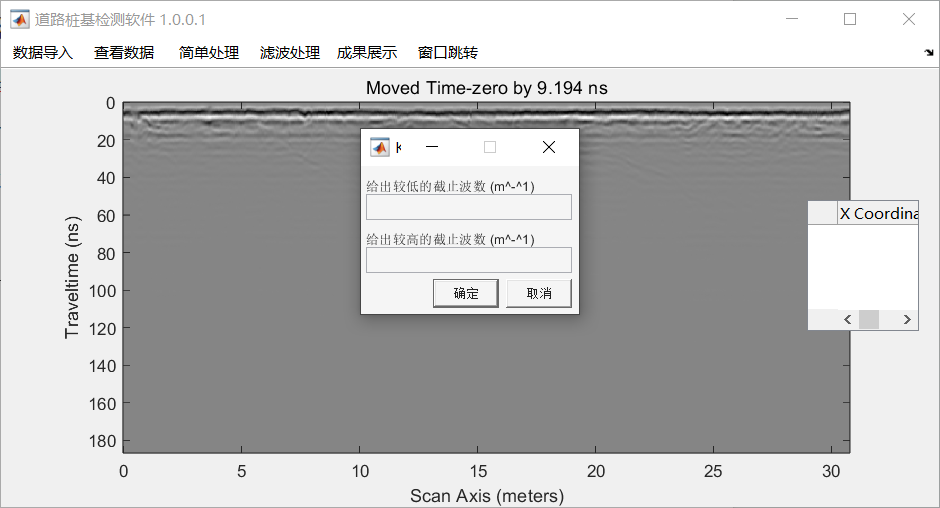 道路桩基检测软件 1.0.0.1
数据导入 查看数据 简单处理 滤波处理 成果展示 窗口跳转
Moved Time-zero by 9.194 ns
0
20
40
60
80
100
120
140
160
180
Traveltime (ns)
给出较低的截止波数 (m^-^1)
给出较高的截止波数 (m^-^1)
确定 取消
X Coordina
0 5 10 15 20 25 30
Scan Axis (meters)